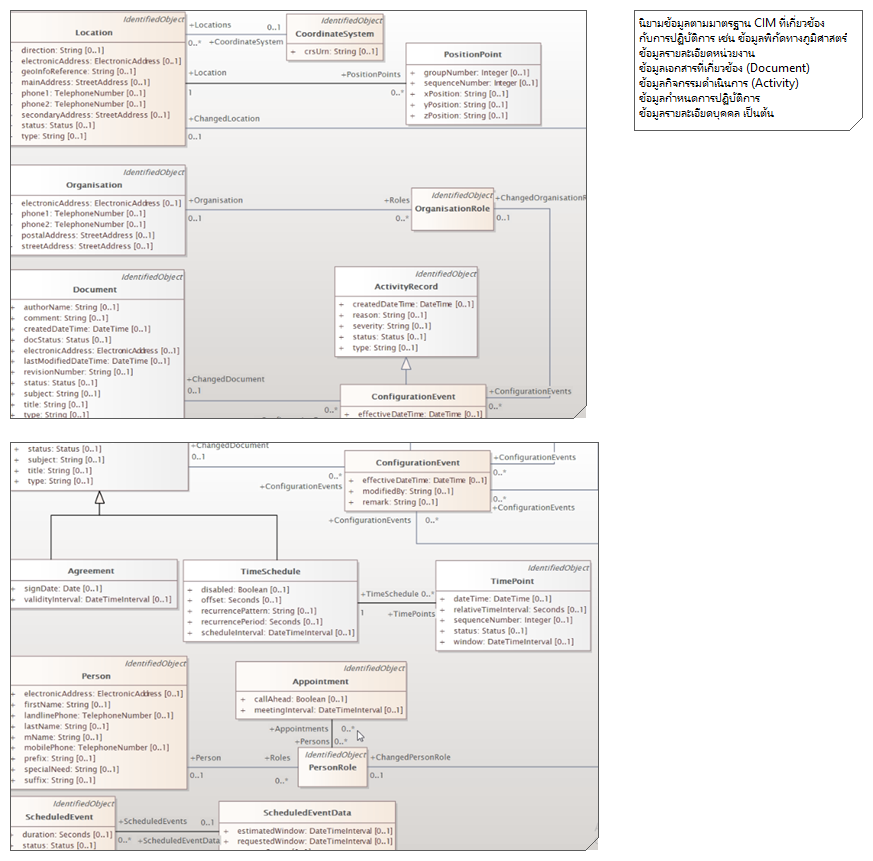 IdentifiedObject
Location
direction: String [0..1]
electronicAddress: ElectronicAddress [0..1]
geoInfoReference: String [0..1]
mainAddress: StreetAddress [0..1]
phone1: TelephoneNumber [0..1]
phone2: TelephoneNumber [0..1]
secondaryAddress: StreetAddress [0..1]
status: Status [0..1]
type: String [0..1]
+Locations 0..1
0..* +CoordinateSystem
IdentifiedObject
CoordinateSystem
+ crsUrn: String [0..1]
+Location +PositionPoints
1 0..*
PositionPoint
+ groupNumber: Integer [0..1]
+ sequenceNumber: Integer [0..1]
+ xPosition: String [0..1]
+ yPosition: String [0..1]
+ zPosition: String [0..1]
+ChangedLocation
0..1
IdentifiedObject
Organisation
electronicAddress: ElectronicAddress [0..1]
phone1: TelephoneNumber [0..1]
phone2: TelephoneNumber [0..1]
postalAddress: StreetAddress [0..1]
streetAddress: StreetAddress [0..1]
+Organisation +Roles
0..1 0..*
IdentifiedObject
OrganisationRole
+ChangedOrganisationR
0..1
IdentifiedObject
Document
+ authorName: String [0..1]
+ comment: String [0..1]
+ createdDateTime: DateTime [0..1]
+ docStatus: Status [0..1]
+ electronicAddress: ElectronicAddress [0..1]
+ lastModifiedDateTime: DateTime [0..1]
+ revisionNumber: String [0..1]
+ status: Status [0..1]
+ subject: String [0..1]
+ title: String [0..1]
+ type: String [0..1]
IdentifiedObject
ActivityRecord
+ createdDateTime: DateTime [0..1]
+ reason: String [0..1]
+ severity: String [0..1]
+ status: Status [0..1]
+ type: String [0..1]
+ChangedDocument
0..1 0..*
ConfigurationEvent
+ effectiveDateTime: DateTime [0..1]
+ConfigurationEvents
0..*
นิยามข้อมูลตามมาตรฐาน CIM ที่เกี่ยวข้อง
กับการปฏิบัติการ เช่น ข้อมูลพิกัดทางภูมิศาสตร์
ข้อมูลรายละเอียดหน่วยงาน
ข้อมูลเอกสารที่เกี่ยวข้อง (Document)
ข้อมูลกิจกรรมดำเนินการ (Activity)
ข้อมูลกำหนดการปฏิบัติการ
ข้อมูลรายละเอียดบุคคล เป็นต้น
+ status: Status [0..1]
+ subject: String [0..1]
+ title: String [0..1]
+ type: String [0..1]
+ChangedDocument
0..1
0..*
+ConfigurationEvents
ConfigurationEvent
+ effectiveDateTime: DateTime [0..1]
+ modifiedBy: String [0..1]
+ remark: String [0..1]
+ConfigurationEvents
0..*
0..*
+ConfigurationEvents
+ConfigurationEvents 0..*
Agreement
+ signDate: Date [0..1]
+ validityInterval: DateTimeInterval [0..1]
TimeSchedule
+ disabled: Boolean [0..1]
+ offset: Seconds [0..1]
+ recurrencePattern: String [0..1]
+ recurrencePeriod: Seconds [0..1]
+ scheduleInterval: DateTimeInterval [0..1]
+TimeSchedule 0..*
1 +TimePoints
IdentifiedObject
TimePoint
+ dateTime: DateTime [0..1]
+ relativeTimeInterval: Seconds [0..1]
+ sequenceNumber: Integer [0..1]
+ status: Status [0..1]
+ window: DateTimeInterval [0..1]
IdentifiedObject
Person
+ electronicAddress: ElectronicAddress [0..1]
+ firstName: String [0..1]
+ landlinePhone: TelephoneNumber [0..1]
+ lastName: String [0..1]
+ mName: String [0..1]
+ mobilePhone: TelephoneNumber [0..1]
+ prefix: String [0..1]
+ specialNeed: String [0..1]
+ suffix: String [0..1]
IdentifiedObject
Appointment
+ callAhead: Boolean [0..1]
+ meetingInterval: DateTimeInterval [0..1]
+Appointments 0..*
+Persons 0..*
+Person +Roles
0..1 0..*
IdentifiedObject
PersonRole
+ChangedPersonRole
0..1
IdentifiedObject
ScheduledEvent
+ duration: Seconds [0..1]
+ status: Status [0..1]
+ScheduledEvents 0..1
0..* +ScheduledEventData
ScheduledEventData
+ estimatedWindow: DateTimeInterval [0..1]
+ requestedWindow: DateTimeInterval [0..1]